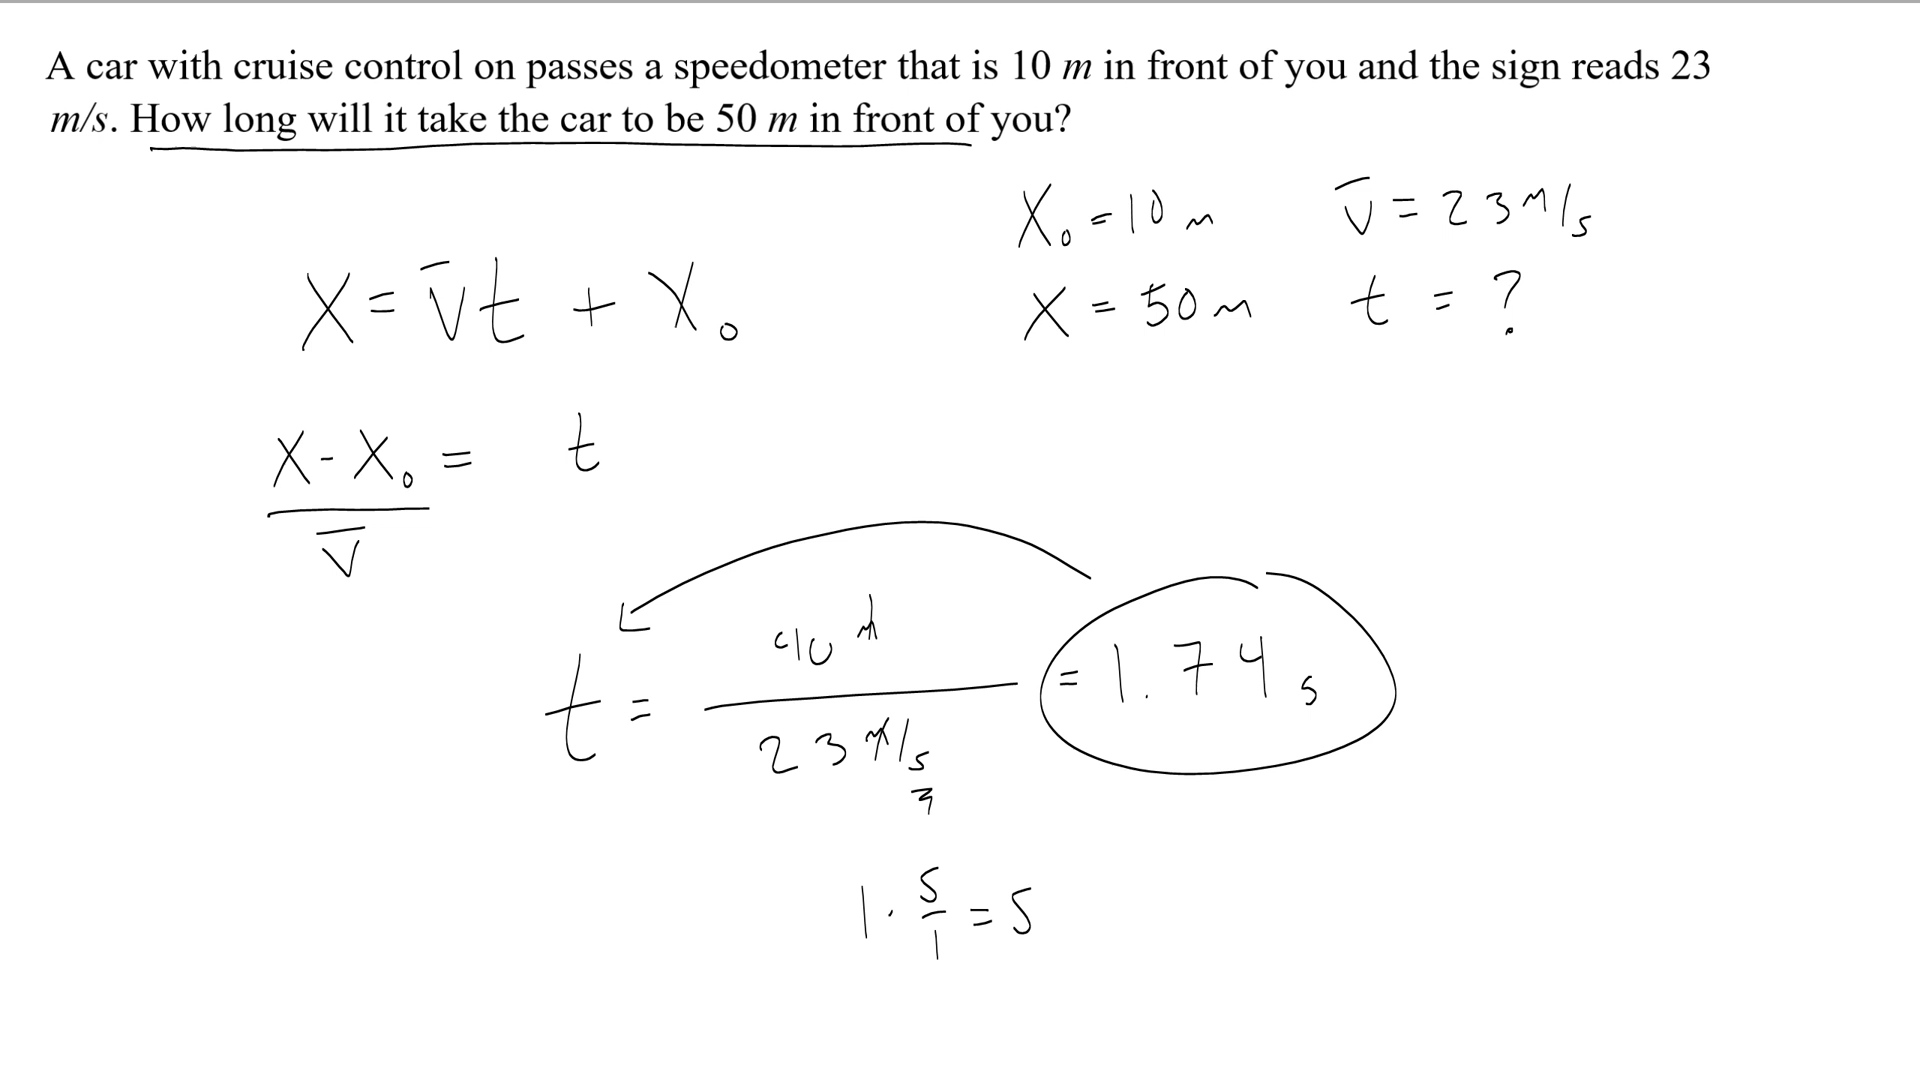 A car with cruise control on passes a speedometer that is 10 m in front of you and the sign reads 23
m/s. How long will it take the car to be 50 m in front of you?
X₀ = 10 m    v̅ = 23 m/s
X = v̅t + X₀
X = 50 m    t = ?
X - X₀ = t
v̅
t = 40 m = 1.74 s
23 m/s
1 · s/1 = s